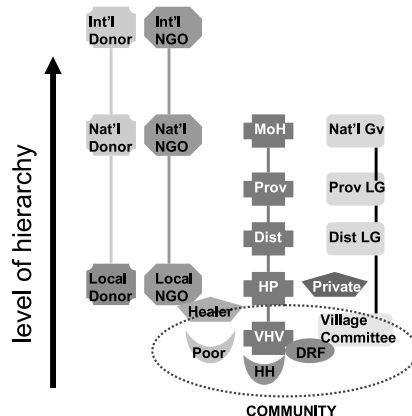 Int'l
Donor
Int'l
NGO
Nat'l
Donor
Nat'l
NGO
MoH
Nat'l Gv
Prov
Prov LG
Dist
Dist LG
Local
Donor
Local
NGO
HP
Private
Healer
Village
Committee
Poor
VHV
DRF
HH
COMMUNITY
level of hierarchy